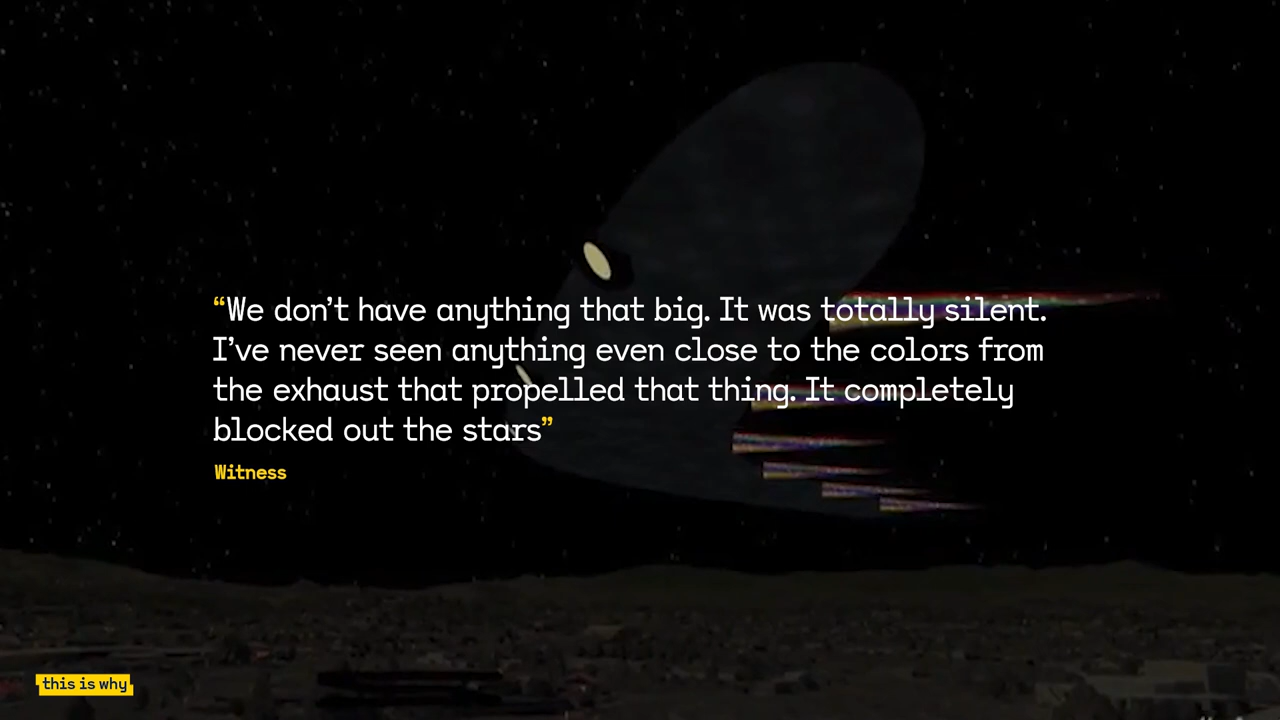 “We don’t have anything that big. It was totally silent.
I’ve never seen anything even close to the colors from
the exhaust that propelled that thing. It completely
blocked out the stars”
Witness
this is why